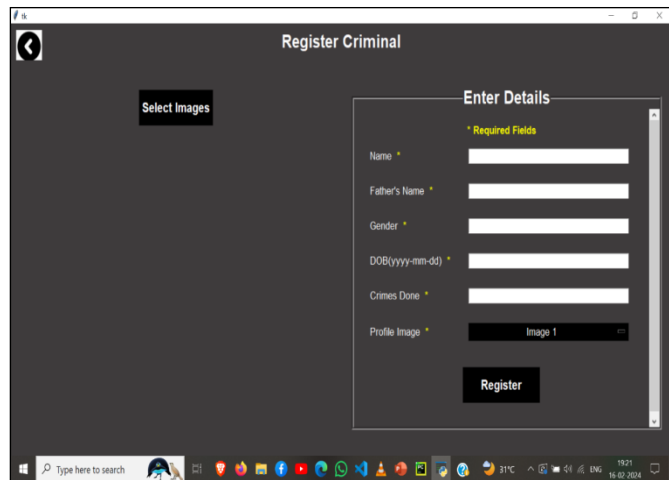 tk
Register Criminal
Select Images
Enter Details
* Required Fields
Name *
Father's Name *
Gender *
DOB(yyyy-mm-dd) *
Crimes Done *
Profile Image *
Image 1
Register
Type here to search
31°C
ENG
19:21
16-02-2024